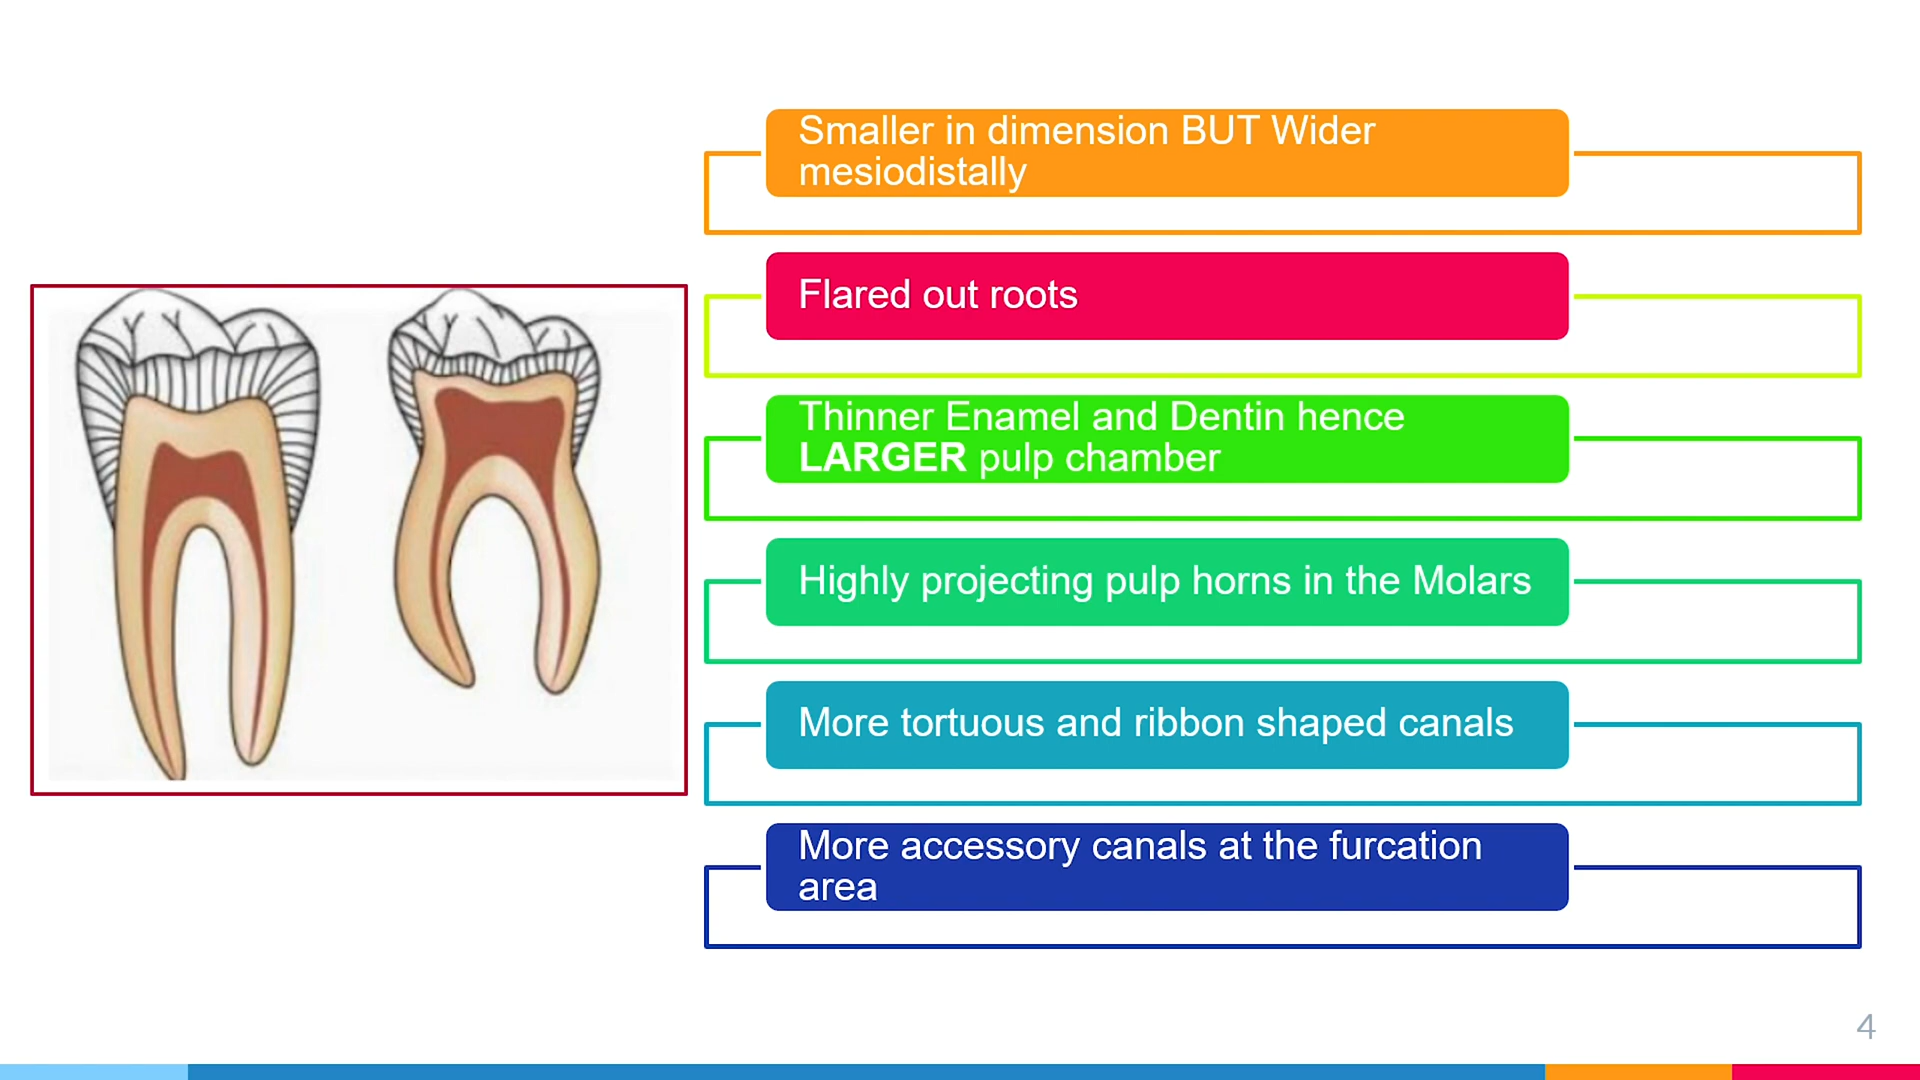 Smaller in dimension BUT Wider
mesiodistally
Flared out roots
Thinner Enamel and Dentin hence
LARGER pulp chamber
Highly projecting pulp horns in the Molars
More tortuous and ribbon shaped canals
More accessory canals at the furcation
area
4